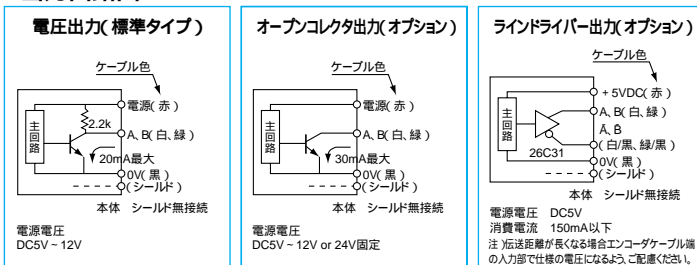 電圧出力(標準タイプ)
ケーブル色
電源(赤)
2.2k
主回路
A、B(白、緑)
20mA最大
0V(黒)
(シールド)
本体 シールド無接続
電源電圧
DC5V~12V
オープンコレクタ出力(オプション)
ケーブル色
電源(赤)
主回路
A、B(白、緑)
30mA最大
0V(黒)
(シールド)
本体 シールド無接続
電源電圧
DC5V~12V or 24V固定
ラインドライバー出力(オプション)
ケーブル色
+5VDC(赤)
主回路
A、B(白、緑)
Ā、B̄
(白/黒、緑/黒)
26C31
0V(黒)
(シールド)
本体 シールド無接続
電源電圧 DC5V
消費電流 150mA以下
注)伝送距離が長くなる場合エンコーダケーブル端
の入力部で仕様の電圧になるよう、ご配慮ください。